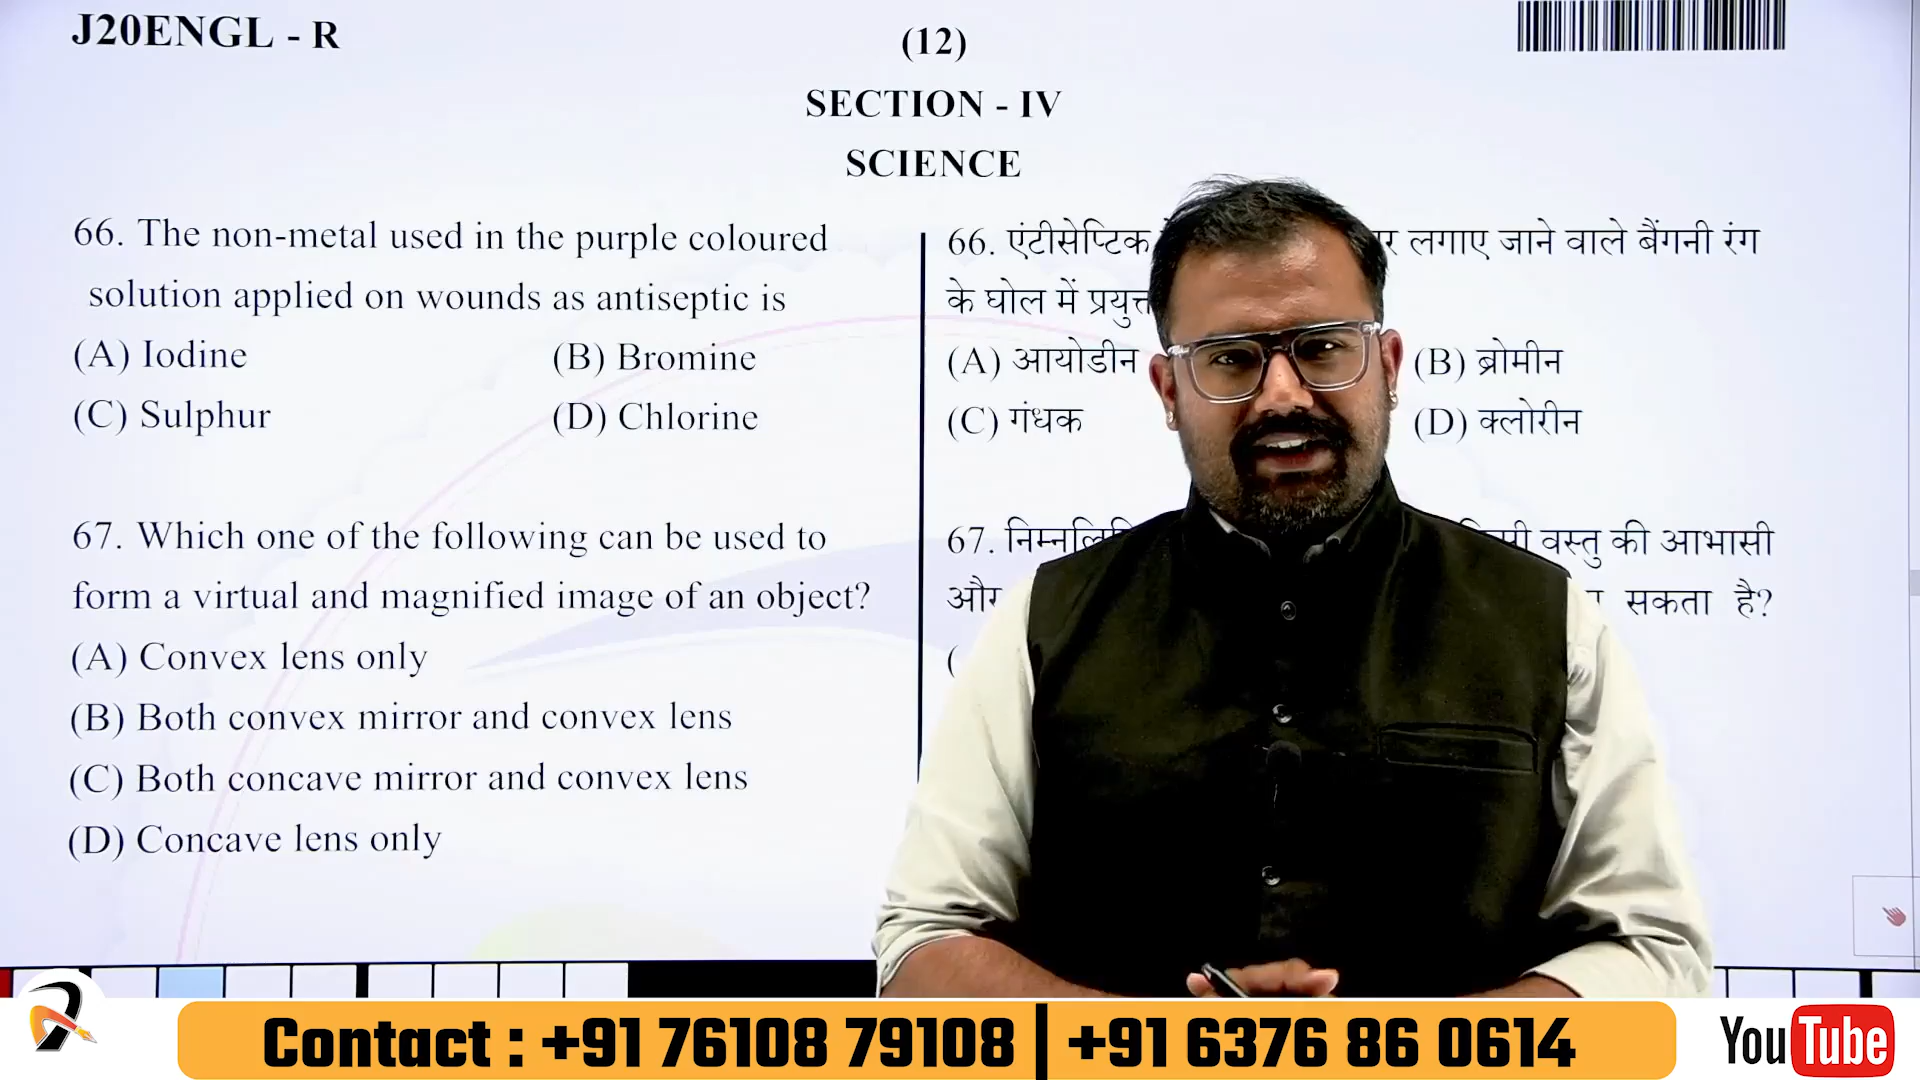 J20ENGL - R
(12)
SECTION - IV
SCIENCE
66. The non-metal used in the purple coloured
solution applied on wounds as antiseptic is
(A) Iodine (B) Bromine
(C) Sulphur (D) Chlorine
67. Which one of the following can be used to
form a virtual and magnified image of an object?
(A) Convex lens only
(B) Both convex mirror and convex lens
(C) Both concave mirror and convex lens
(D) Concave lens only
66. एंटीसेप्टिक लगाए जाने वाले बैंगनी रंग
के घोल में
(A) आयोडीन (B) ब्रोमीन
(C) गंधक (D) क्लोरीन
67. वस्तु की आभासी
सकता है?
Contact : +91 76108 79108 | +91 6376 86 0614
YouTube